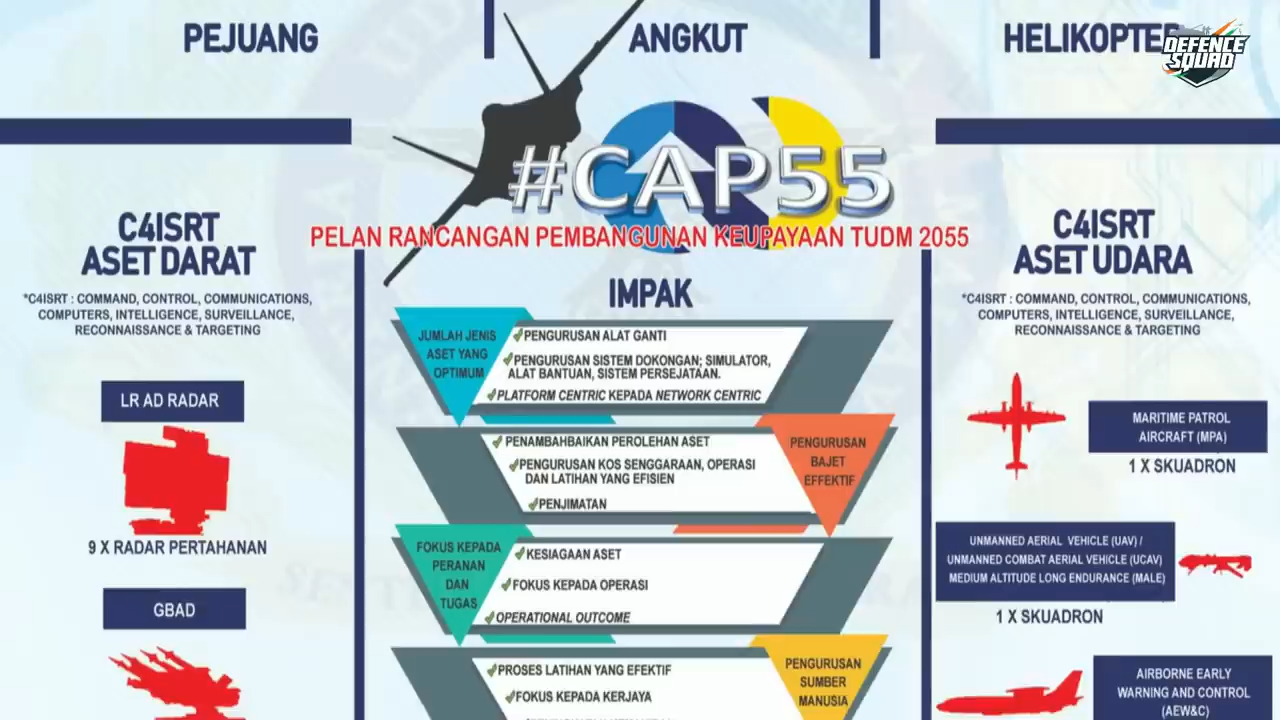 PEJUANG
ANGKUT
HELIKOPTER
DEFENCE
SQUAD
#CAP55
PELAN RANCANGAN PEMBANGUNAN KEUPAYAAN TUDM 2055
C4ISRT
ASET DARAT
*C4ISRT : COMMAND, CONTROL, COMMUNICATIONS,
COMPUTERS, INTELLIGENCE, SURVEILLANCE,
RECONNAISSANCE & TARGETING
LR AD RADAR
9 X RADAR PERTAHANAN
GBAD
IMPAK
JUMLAH JENIS
ASET YANG
OPTIMUM
PENGURUSAN ALAT GANTI
PENGURUSAN SISTEM DOKONGAN; SIMULATOR,
ALAT BANTUAN, SISTEM PERSEJATAAN.
PLATFORM CENTRIC KEPADA NETWORK CENTRIC
PENAMBAHBAIKAN PEROLEHAN ASET
PENGURUSAN KOS SENGGARAAN, OPERASI
DAN LATIHAN YANG EFISIEN
PENJIMATAN
PENGURUSAN
BAJET
EFFEKTIF
FOKUS KEPADA
PERANAN
DAN
TUGAS
KESIAGAAN ASET
FOKUS KEPADA OPERASI
OPERATIONAL OUTCOME
PROSES LATIHAN YANG EFEKTIF
FOKUS KEPADA KERJAYA
PENGURUSAN
SUMBER
MANUSIA
C4ISRT
ASET UDARA
*C4ISRT : COMMAND, CONTROL, COMMUNICATIONS,
COMPUTERS, INTELLIGENCE, SURVEILLANCE,
RECONNAISSANCE & TARGETING
MARITIME PATROL
AIRCRAFT (MPA)
1 X SKUADRON
UNMANNED AERIAL VEHICLE (UAV) /
UNMANNED COMBAT AERIAL VEHICLE (UCAV)
MEDIUM ALTITUDE LONG ENDURANCE (MALE)
1 X SKUADRON
AIRBORNE EARLY
WARNING AND CONTROL
(AEW&C)